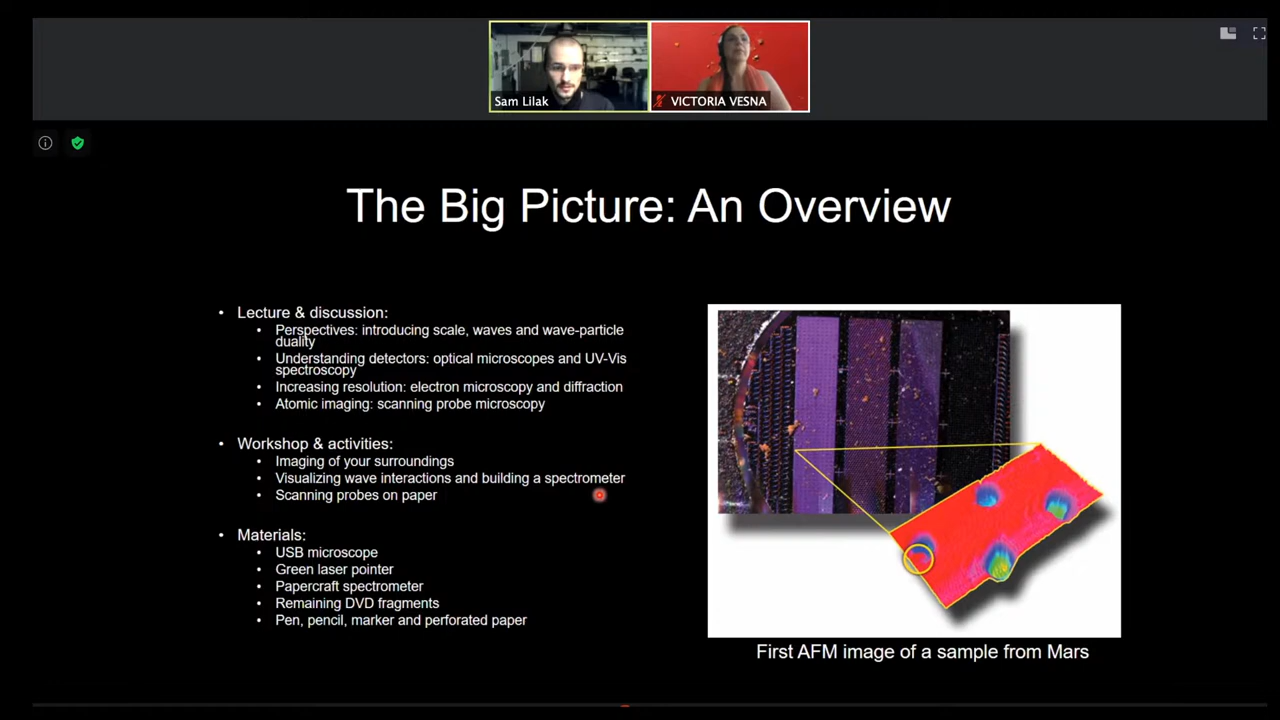 Sam Lilak
VICTORIA VESNA
The Big Picture: An Overview
• Lecture & discussion:
• Perspectives: introducing scale, waves and wave-particle
duality
• Understanding detectors: optical microscopes and UV-Vis
spectroscopy
• Increasing resolution: electron microscopy and diffraction
• Atomic imaging: scanning probe microscopy
• Workshop & activities:
• Imaging of your surroundings
• Visualizing wave interactions and building a spectrometer
• Scanning probes on paper
• Materials:
• USB microscope
• Green laser pointer
• Papercraft spectrometer
• Remaining DVD fragments
• Pen, pencil, marker and perforated paper
First AFM image of a sample from Mars